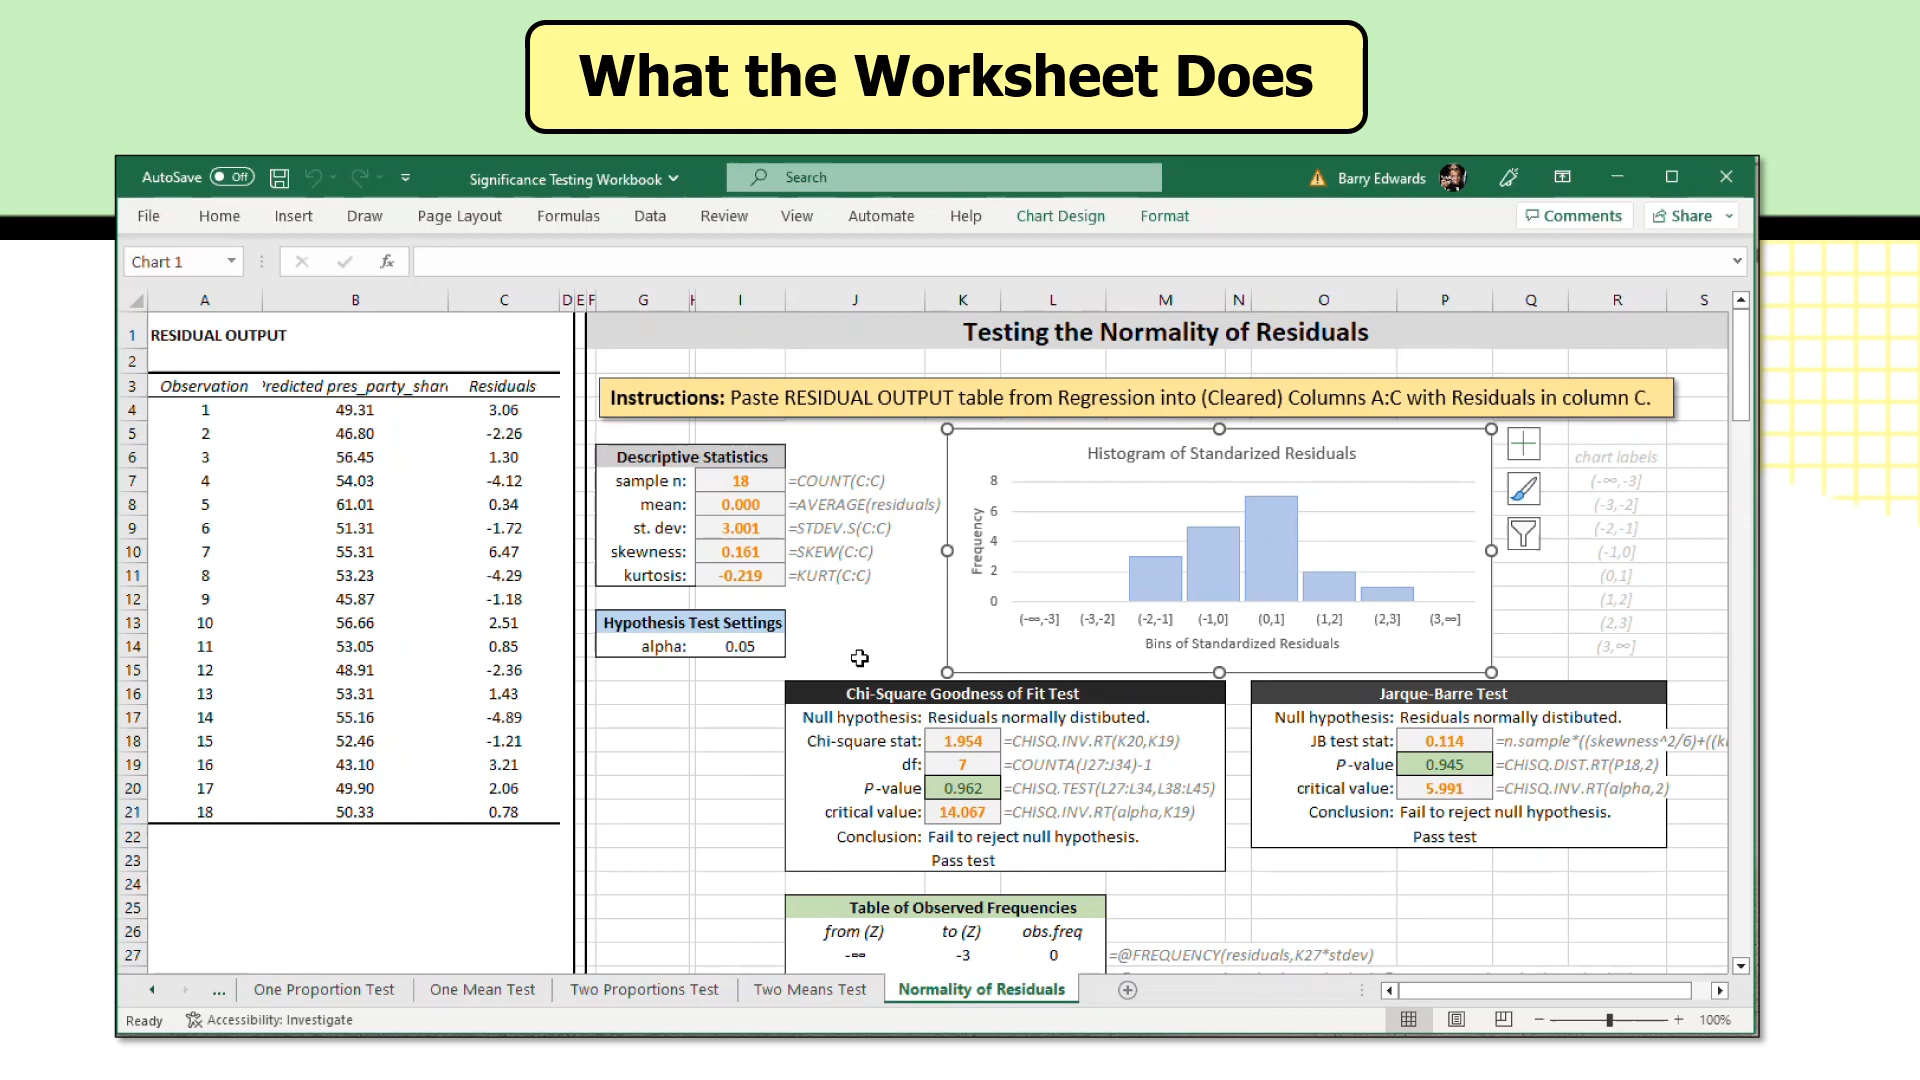 What the Worksheet Does
AutoSave Off Significance Testing Workbook Search Barry Edwards
File Home Insert Draw Page Layout Formulas Data Review View Automate Help Chart Design Format Comments Share
Chart 1 fx
A B C D E F G H I J K L M N O P Q R S
1 RESIDUAL OUTPUT Testing the Normality of Residuals
2
3 Observation Predicted pres_party_share Residuals
Instructions: Paste RESIDUAL OUTPUT table from Regression into (Cleared) Columns A:C with Residuals in column C.
4 1 49.31 3.06
5 2 46.80 -2.26
6 3 56.45 1.30
7 4 54.03 -4.12
8 5 61.01 0.34
9 6 51.31 -1.72
10 7 55.31 6.47
11 8 53.23 -4.29
12 9 45.87 -1.18
13 10 56.66 2.51
14 11 53.05 0.85
15 12 48.91 -2.36
16 13 53.31 1.43
17 14 55.16 -4.89
18 15 52.46 -1.21
19 16 43.10 3.21
20 17 49.90 2.06
21 18 50.33 0.78
22
23
24
25
26
27
Descriptive Statistics
sample n: 18 =COUNT(C:C)
mean: 0.000 =AVERAGE(residuals)
st. dev: 3.001 =STDEV.S(C:C)
skewness: 0.161 =SKEW(C:C)
kurtosis: -0.219 =KURT(C:C)
Hypothesis Test Settings
alpha: 0.05
Histogram of Standarized Residuals
Frequency
8
6
4
2
0
(-∞,-3] (-3,-2] (-2,-1] (-1,0] (0,1] (1,2] (2,3] (3,∞]
Bins of Standardized Residuals
chart labels
(-∞,-3]
(-3,-2]
(-2,-1]
(-1,0]
(0,1]
(1,2]
(2,3]
(3,∞]
Chi-Square Goodness of Fit Test
Null hypothesis: Residuals normally distibuted.
Chi-square stat: 1.954 =CHISQ.INV.RT(K20,K19)
df: 7 =COUNTA(J27:J34)-1
P-value 0.962 =CHISQ.TEST(L27:L34,L38:L45)
critical value: 14.067 =CHISQ.INV.RT(alpha,K19)
Conclusion: Fail to reject null hypothesis.
Pass test
Jarque-Barre Test
Null hypothesis: Residuals normally distibuted.
JB test stat: 0.114 =n.sample*((skewness^2/6)+((k
P-value 0.945 =CHISQ.DIST.RT(P18,2)
critical value: 5.991 =CHISQ.INV.RT(alpha,2)
Conclusion: Fail to reject null hypothesis.
Pass test
Table of Observed Frequencies
from (Z) to (Z) obs.freq
-∞ -3 0 =@FREQUENCY(residuals,K27*stdev)
... One Proportion Test One Mean Test Two Proportions Test Two Means Test Normality of Residuals
Ready Accessibility: Investigate 100%